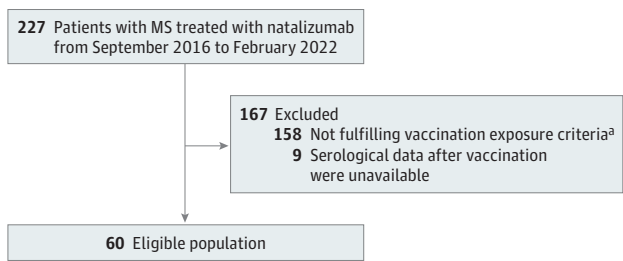 227 Patients with MS treated with natalizumab
from September 2016 to February 2022
167 Excluded
158 Not fulfilling vaccination exposure criteriaᵃ
9 Serological data after vaccination
were unavailable
60 Eligible population